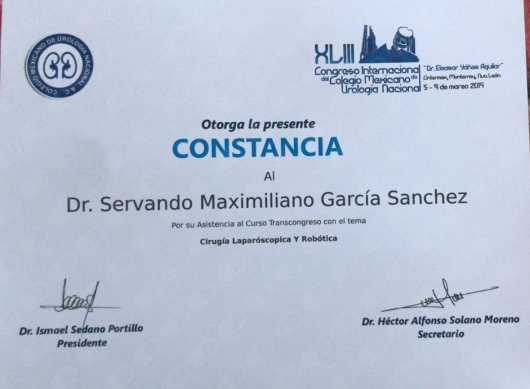 COLEGIO MEXICANO DE UROLOGIA NACIONAL A.C.
XLIII
Congreso Internacional
del Colegio Mexicano de
Urología Nacional
"Dr. Eleazar Yáñez Aguilar"
Cintermex, Monterrey, Nuo León
5 - 9 de marzo 2019
Otorga la presente
CONSTANCIA
Al
Dr. Servando Maximiliano García Sanchez
Por su Asistencia al Curso Transcongreso con el tema
Cirugía Laparóscopica Y Robótica
Dr. Ismael Sedano Portillo
Presidente
Dr. Héctor Alfonso Solano Moreno
Secretario